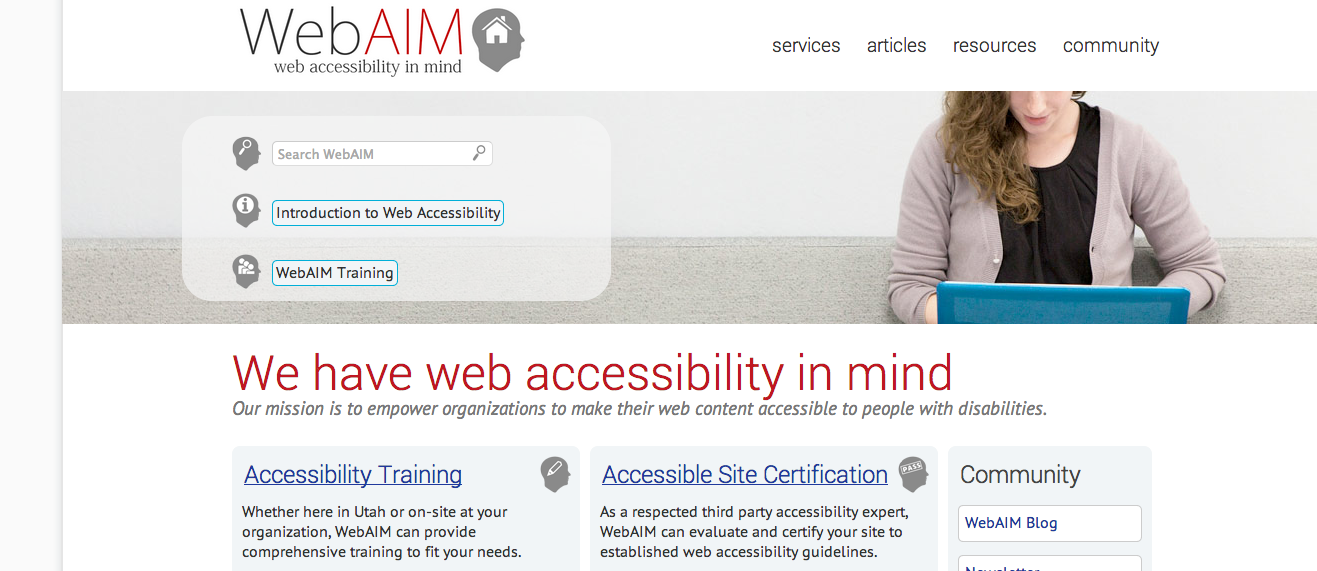 WebAIM
web accessibility in mind
services articles resources community
Search WebAIM
Introduction to Web Accessibility
WebAIM Training
We have web accessibility in mind
Our mission is to empower organizations to make their web content accessible to people with disabilities.
Accessibility Training
Whether here in Utah or on-site at your
organization, WebAIM can provide
comprehensive training to fit your needs.
Accessible Site Certification
PASS
As a respected third party accessibility expert,
WebAIM can evaluate and certify your site to
established web accessibility guidelines.
Community
WebAIM Blog
Newsletter